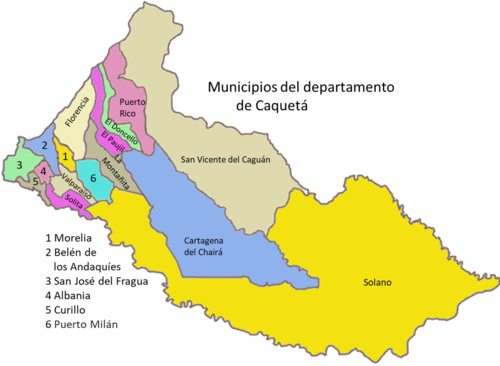 Municipios del departamento
de Caquetá
Florencia
Puerto
Rico
El Doncello
El Paujil
La
Montañita
San Vicente del Caguán
2
1
3
4
5
6
Valparaíso
Solita
Cartagena
del Chairá
Solano
1 Morelia
2 Belén de
los Andaquíes
3 San José del Fragua
4 Albania
5 Curillo
6 Puerto Milán